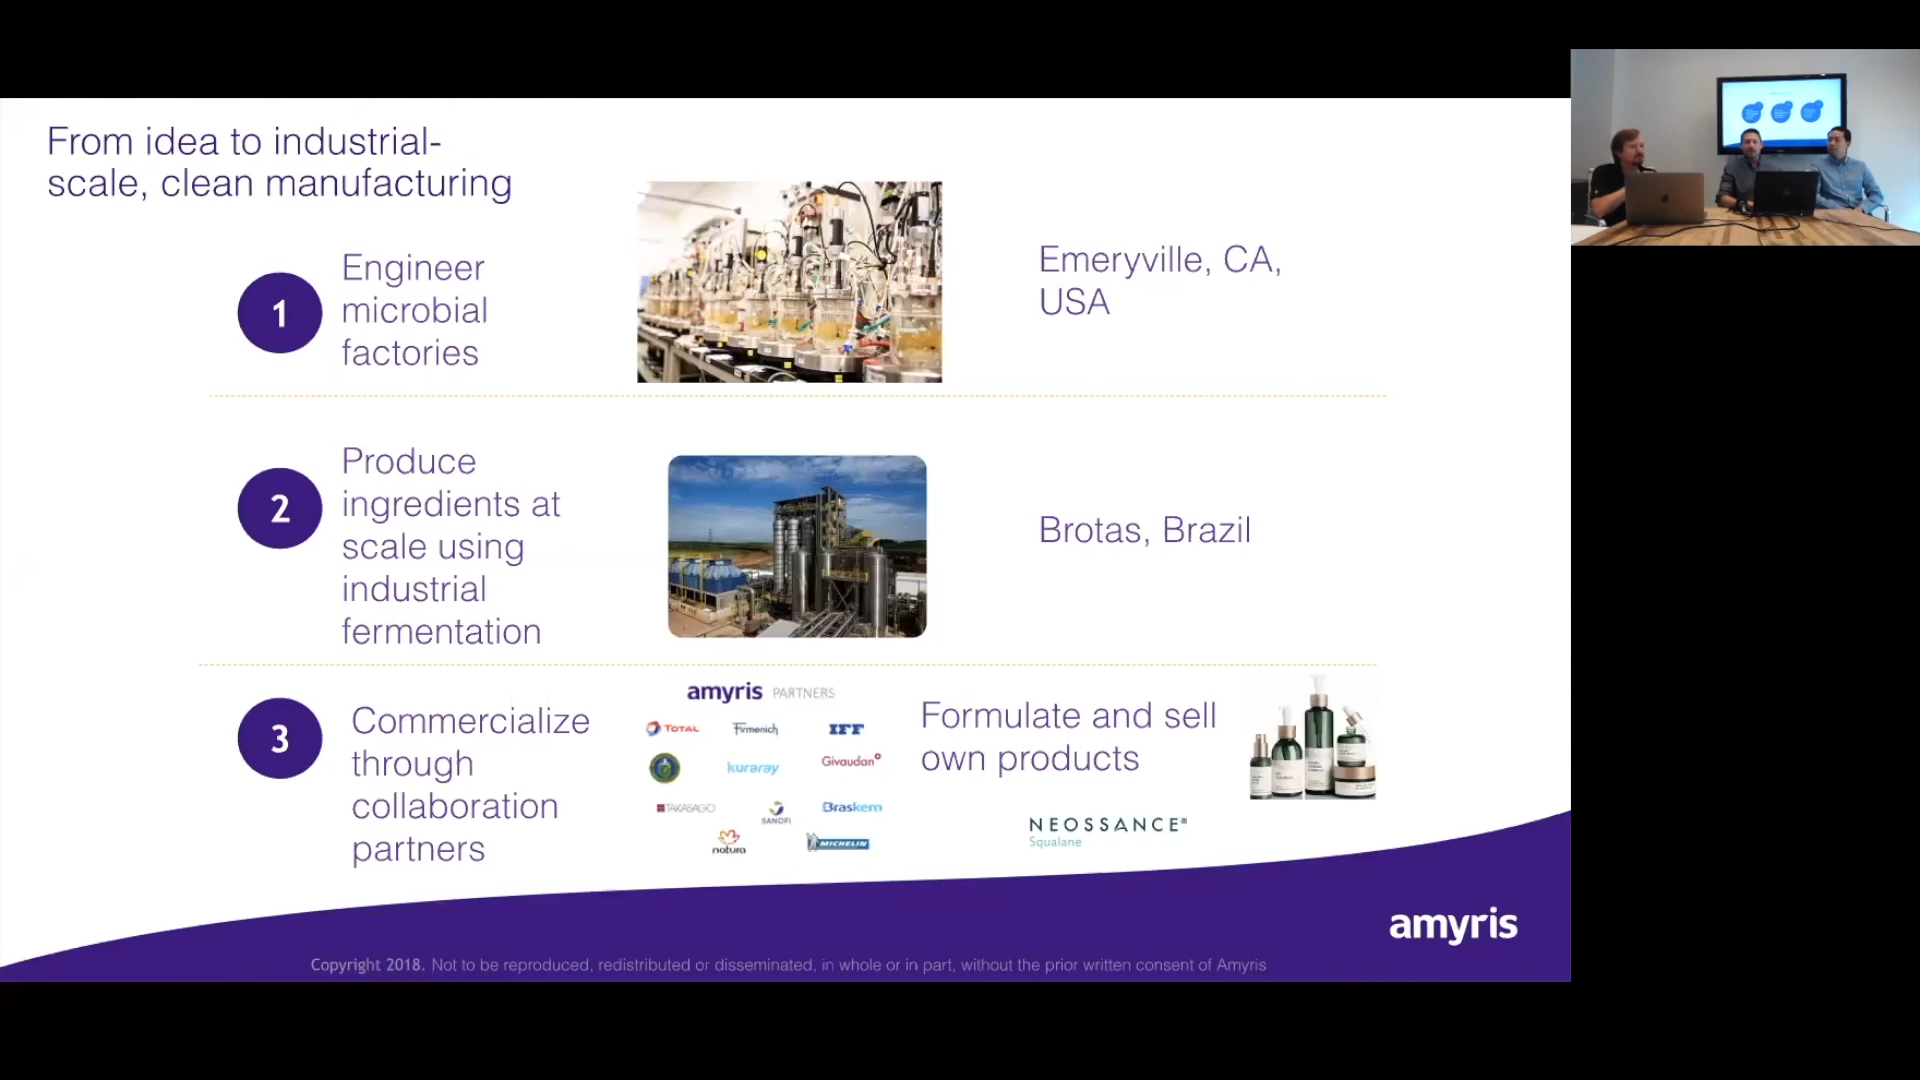 From idea to industrial-
scale, clean manufacturing
1
Engineer
microbial
factories
Emeryville, CA,
USA
2
Produce
ingredients at
scale using
industrial
fermentation
Brotas, Brazil
3
Commercialize
through
collaboration
partners
amyris PARTNERS
TOTAL
Firmenich
IFF
kuraray
Givaudan
TAKASAGO
SANOFI
Braskem
natura
MICHELIN
Formulate and sell
own products
NEOSSANCE®
Squalane
amyris
Copyright 2018. Not to be reproduced, redistributed or disseminated, in whole or in part, without the prior written consent of Amyris